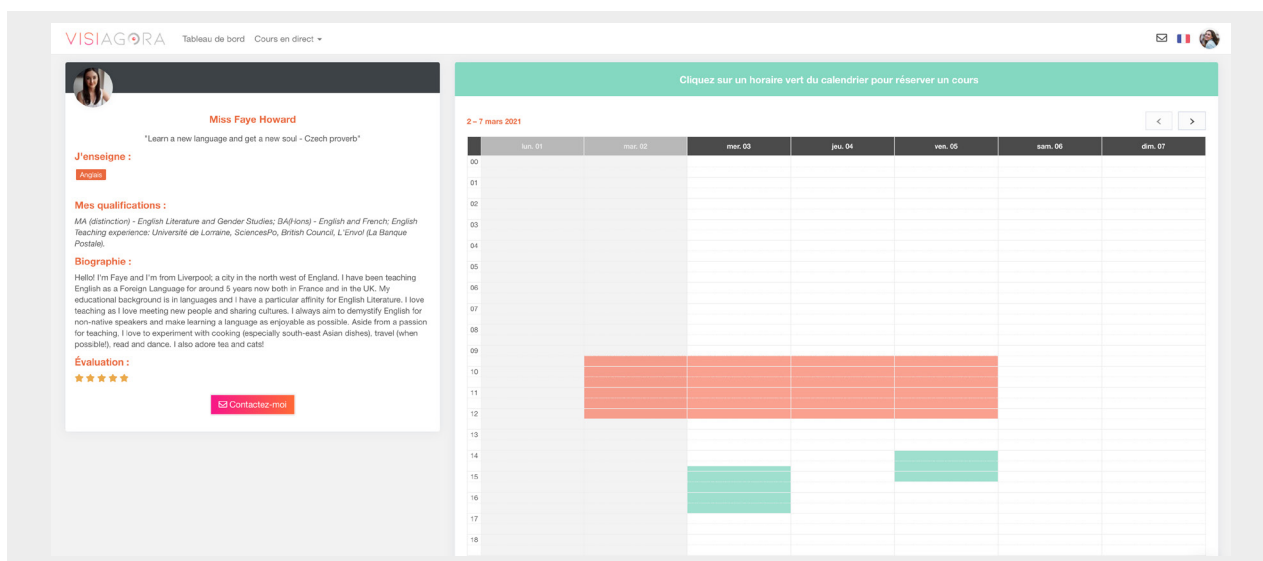 VISIAGORA
Tableau de bord
Cours en direct
Miss Faye Howard
"Learn a new language and get a new soul - Czech proverb"
J'enseigne :
Anglais
Mes qualifications :
MA (distinction) - English Literature and Gender Studies; BA(Hons) - English and French; English
Teaching experience: Université de Lorraine, SciencesPo, British Council, L'Envol (La Banque
Postale).
Biographie :
Hello! I'm Faye and I'm from Liverpool; a city in the north west of England. I have been teaching
English as a Foreign Language for around 5 years now both in France and in the UK. My
educational background is in languages and I have a particular affinity for English Literature. I love
teaching as I love meeting new people and sharing cultures. I always aim to demystify English for
non-native speakers and make learning a language as enjoyable as possible. Aside from a passion
for teaching, I love to experiment with cooking (especially south-east Asian dishes), travel (when
possible!), read and dance. I also adore tea and cats!
Évaluation :
Contactez-moi
Cliquez sur un horaire vert du calendrier pour réserver un cours
2 – 7 mars 2021
lun. 01 mar. 02 mer. 03 jeu. 04 ven. 05 sam. 06 dim. 07
00
01
02
03
04
05
06
07
08
09
10
11
12
13
14
15
16
17
18